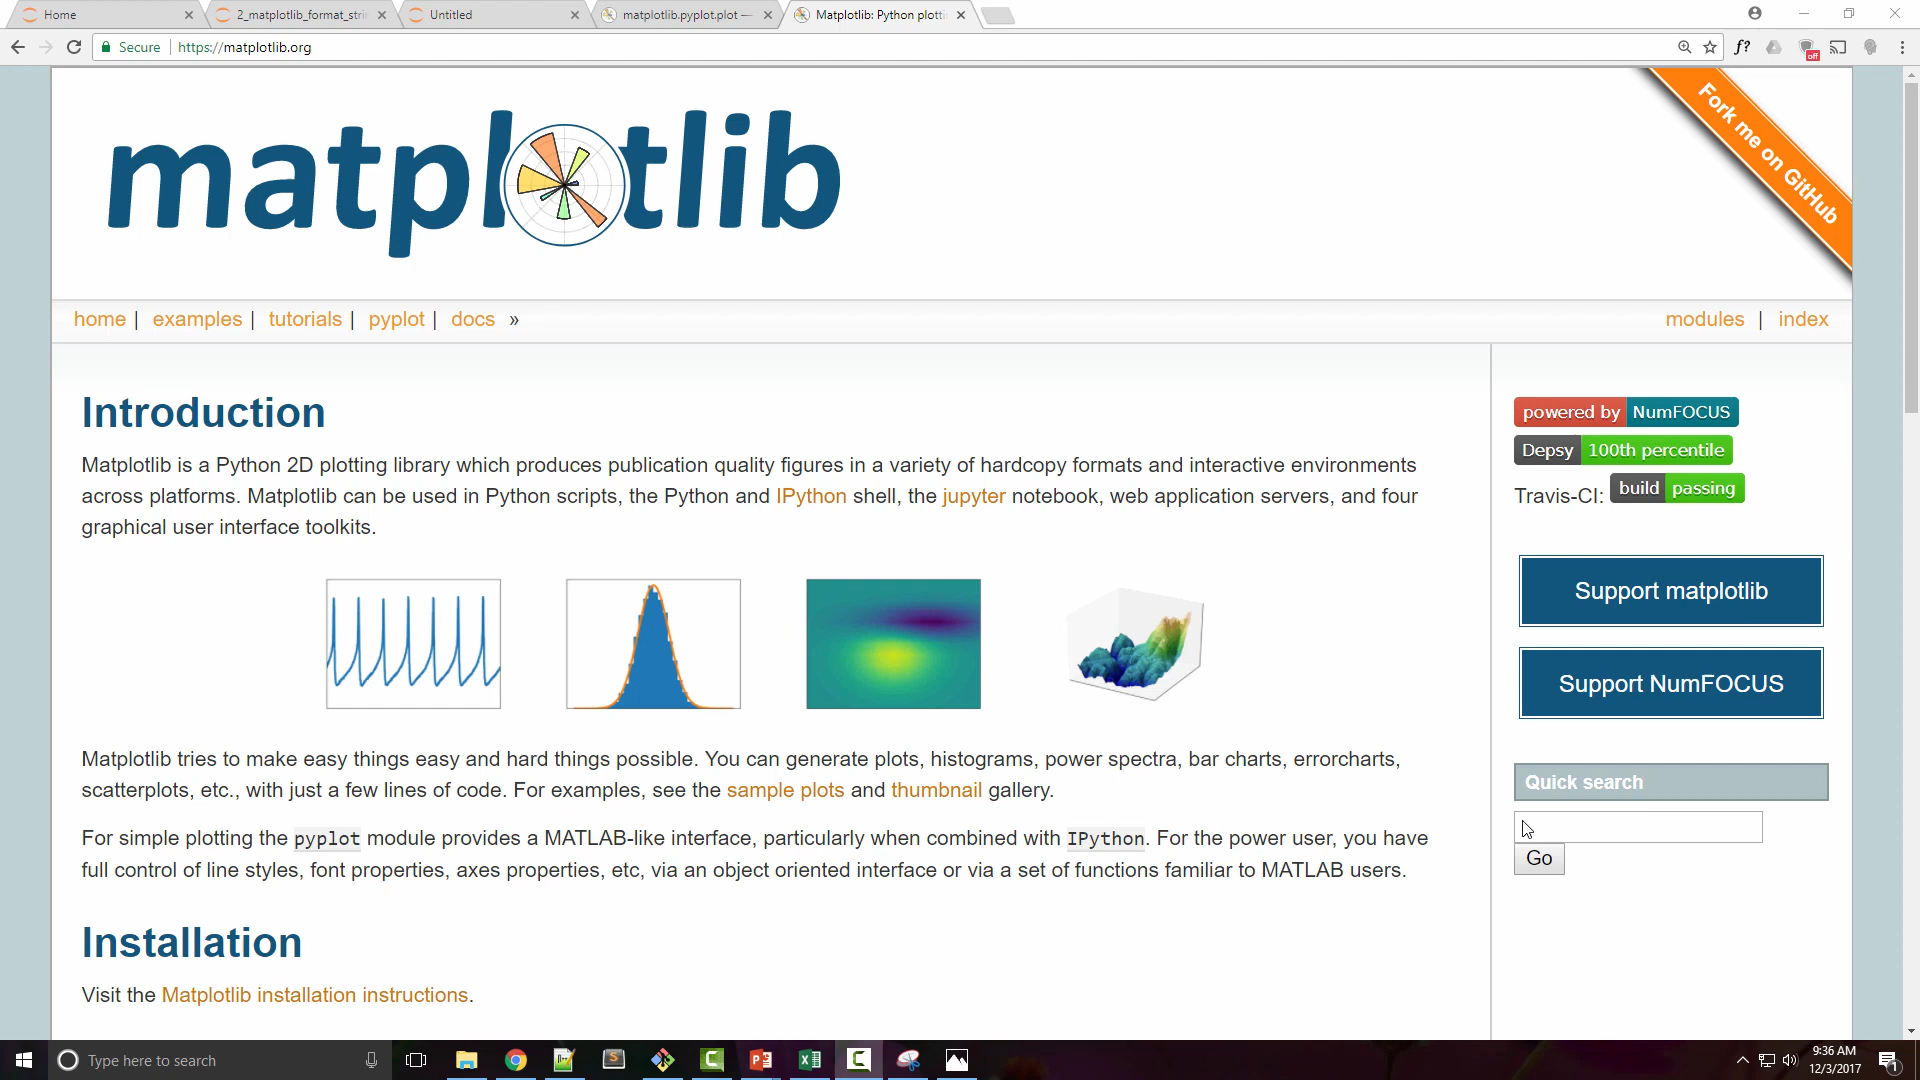 Home
2_matplotlib_format_stri
Untitled
matplotlib.pyplot.plot —
Matplotlib: Python plotti
Secure
https://matplotlib.org
f?
off
matplotlib
Fork me on GitHub
home | examples | tutorials | pyplot | docs »
modules | index
Introduction
Matplotlib is a Python 2D plotting library which produces publication quality figures in a variety of hardcopy formats and interactive environments
across platforms. Matplotlib can be used in Python scripts, the Python and IPython shell, the jupyter notebook, web application servers, and four
graphical user interface toolkits.
Matplotlib tries to make easy things easy and hard things possible. You can generate plots, histograms, power spectra, bar charts, errorcharts,
scatterplots, etc., with just a few lines of code. For examples, see the sample plots and thumbnail gallery.
For simple plotting the pyplot module provides a MATLAB-like interface, particularly when combined with IPython. For the power user, you have
full control of line styles, font properties, axes properties, etc, via an object oriented interface or via a set of functions familiar to MATLAB users.
Installation
Visit the Matplotlib installation instructions.
powered by NumFOCUS
Depsy 100th percentile
Travis-CI: build passing
Support matplotlib
Support NumFOCUS
Quick search
Go
Type here to search
9:36 AM
12/3/2017
1